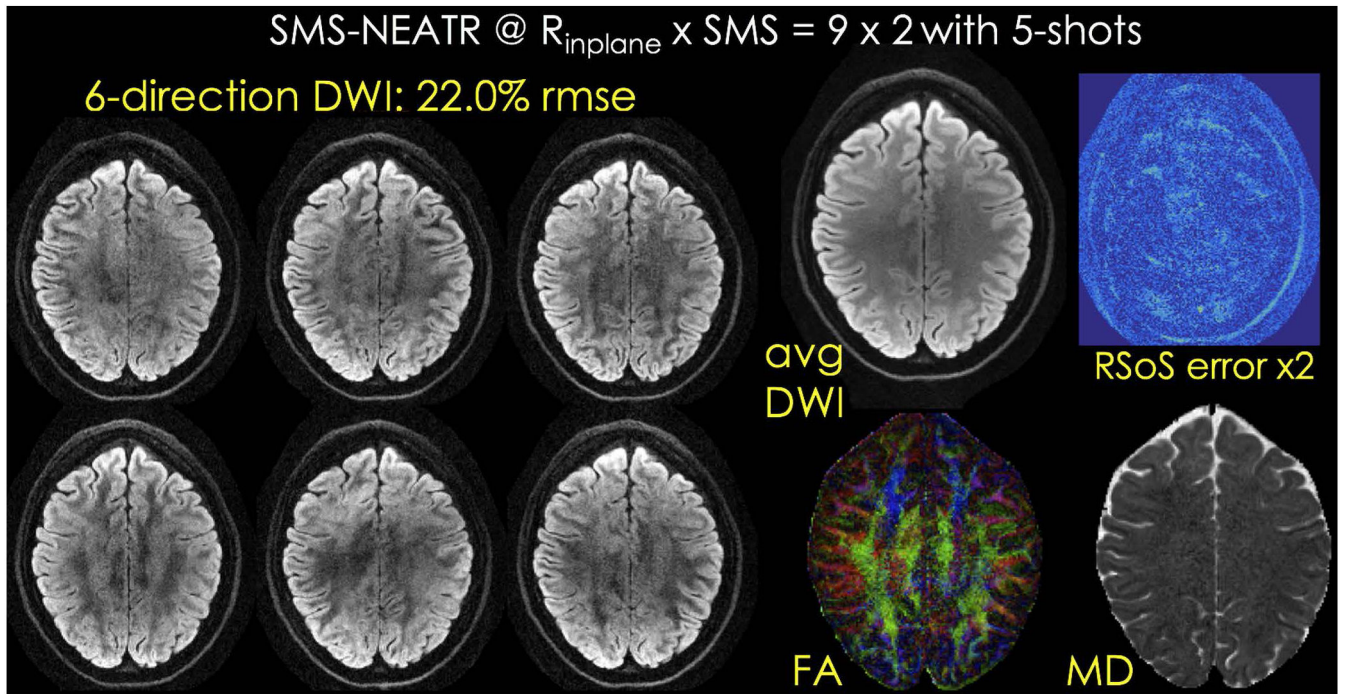 SMS-NEATR @ Rinplane x SMS = 9 x 2 with 5-shots
6-direction DWI: 22.0% rmse
avg
DWI
RSoS error x2
FA
MD